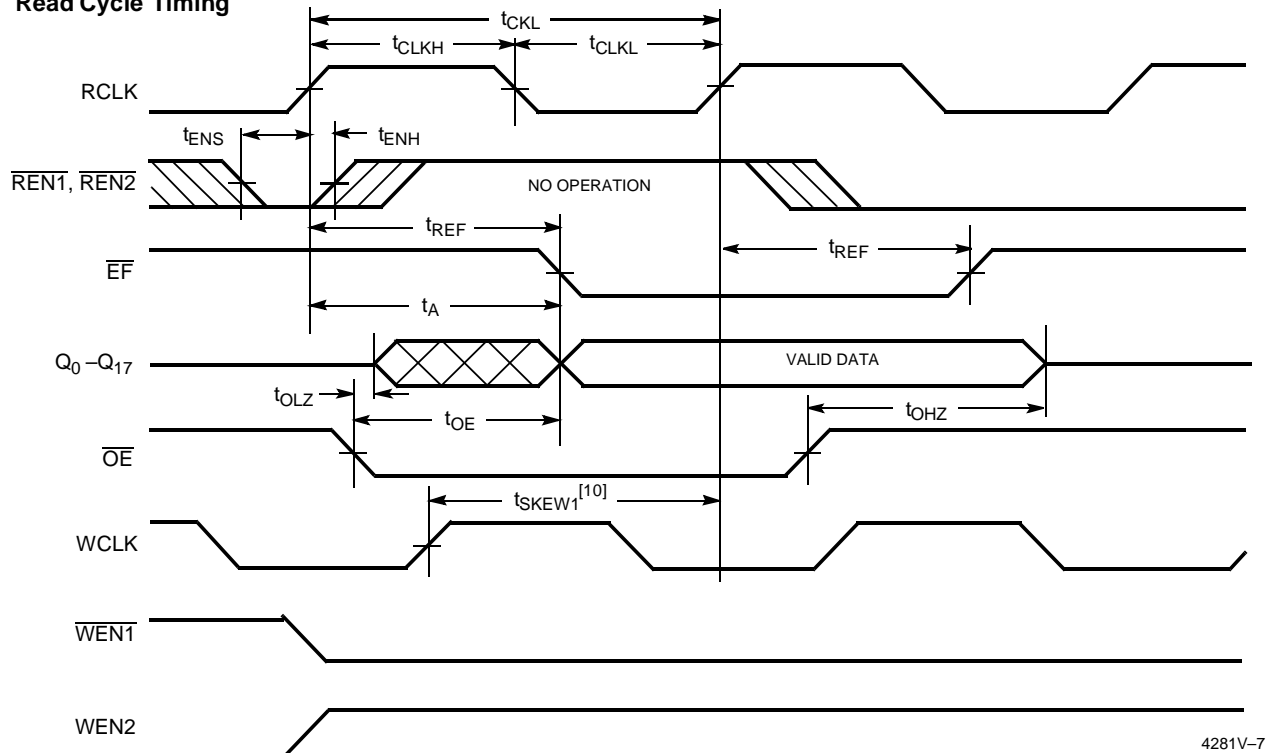 Read Cycle Timing
tCKL
tCLKH
tCLKL
RCLK
tENS
tENH
REN1, REN2
NO OPERATION
tREF
tREF
EF
tA
Q0 –Q17
VALID DATA
tOLZ
tOE
tOHZ
OE
tSKEW1[10]
WCLK
WEN1
WEN2
4281V–7